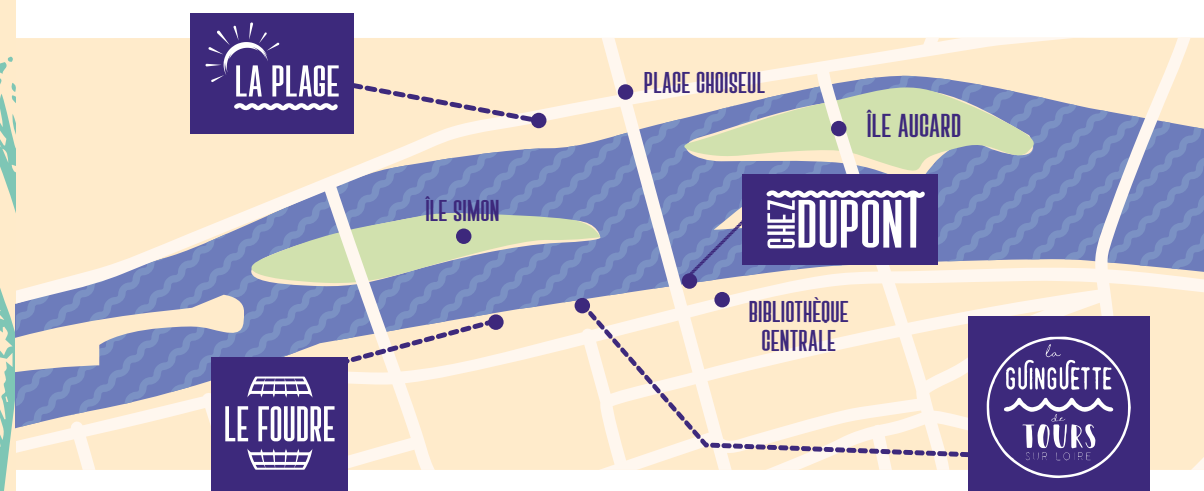 LA PLAGE
PLACE CHOISEUL
ÎLE AUCARD
ÎLE SIMON
CHEZ
DUPONT
BIBLIOTHÈQUE
CENTRALE
LE FOUDRE
la
GUINGUETTE
de
TOURS
SUR LOIRE